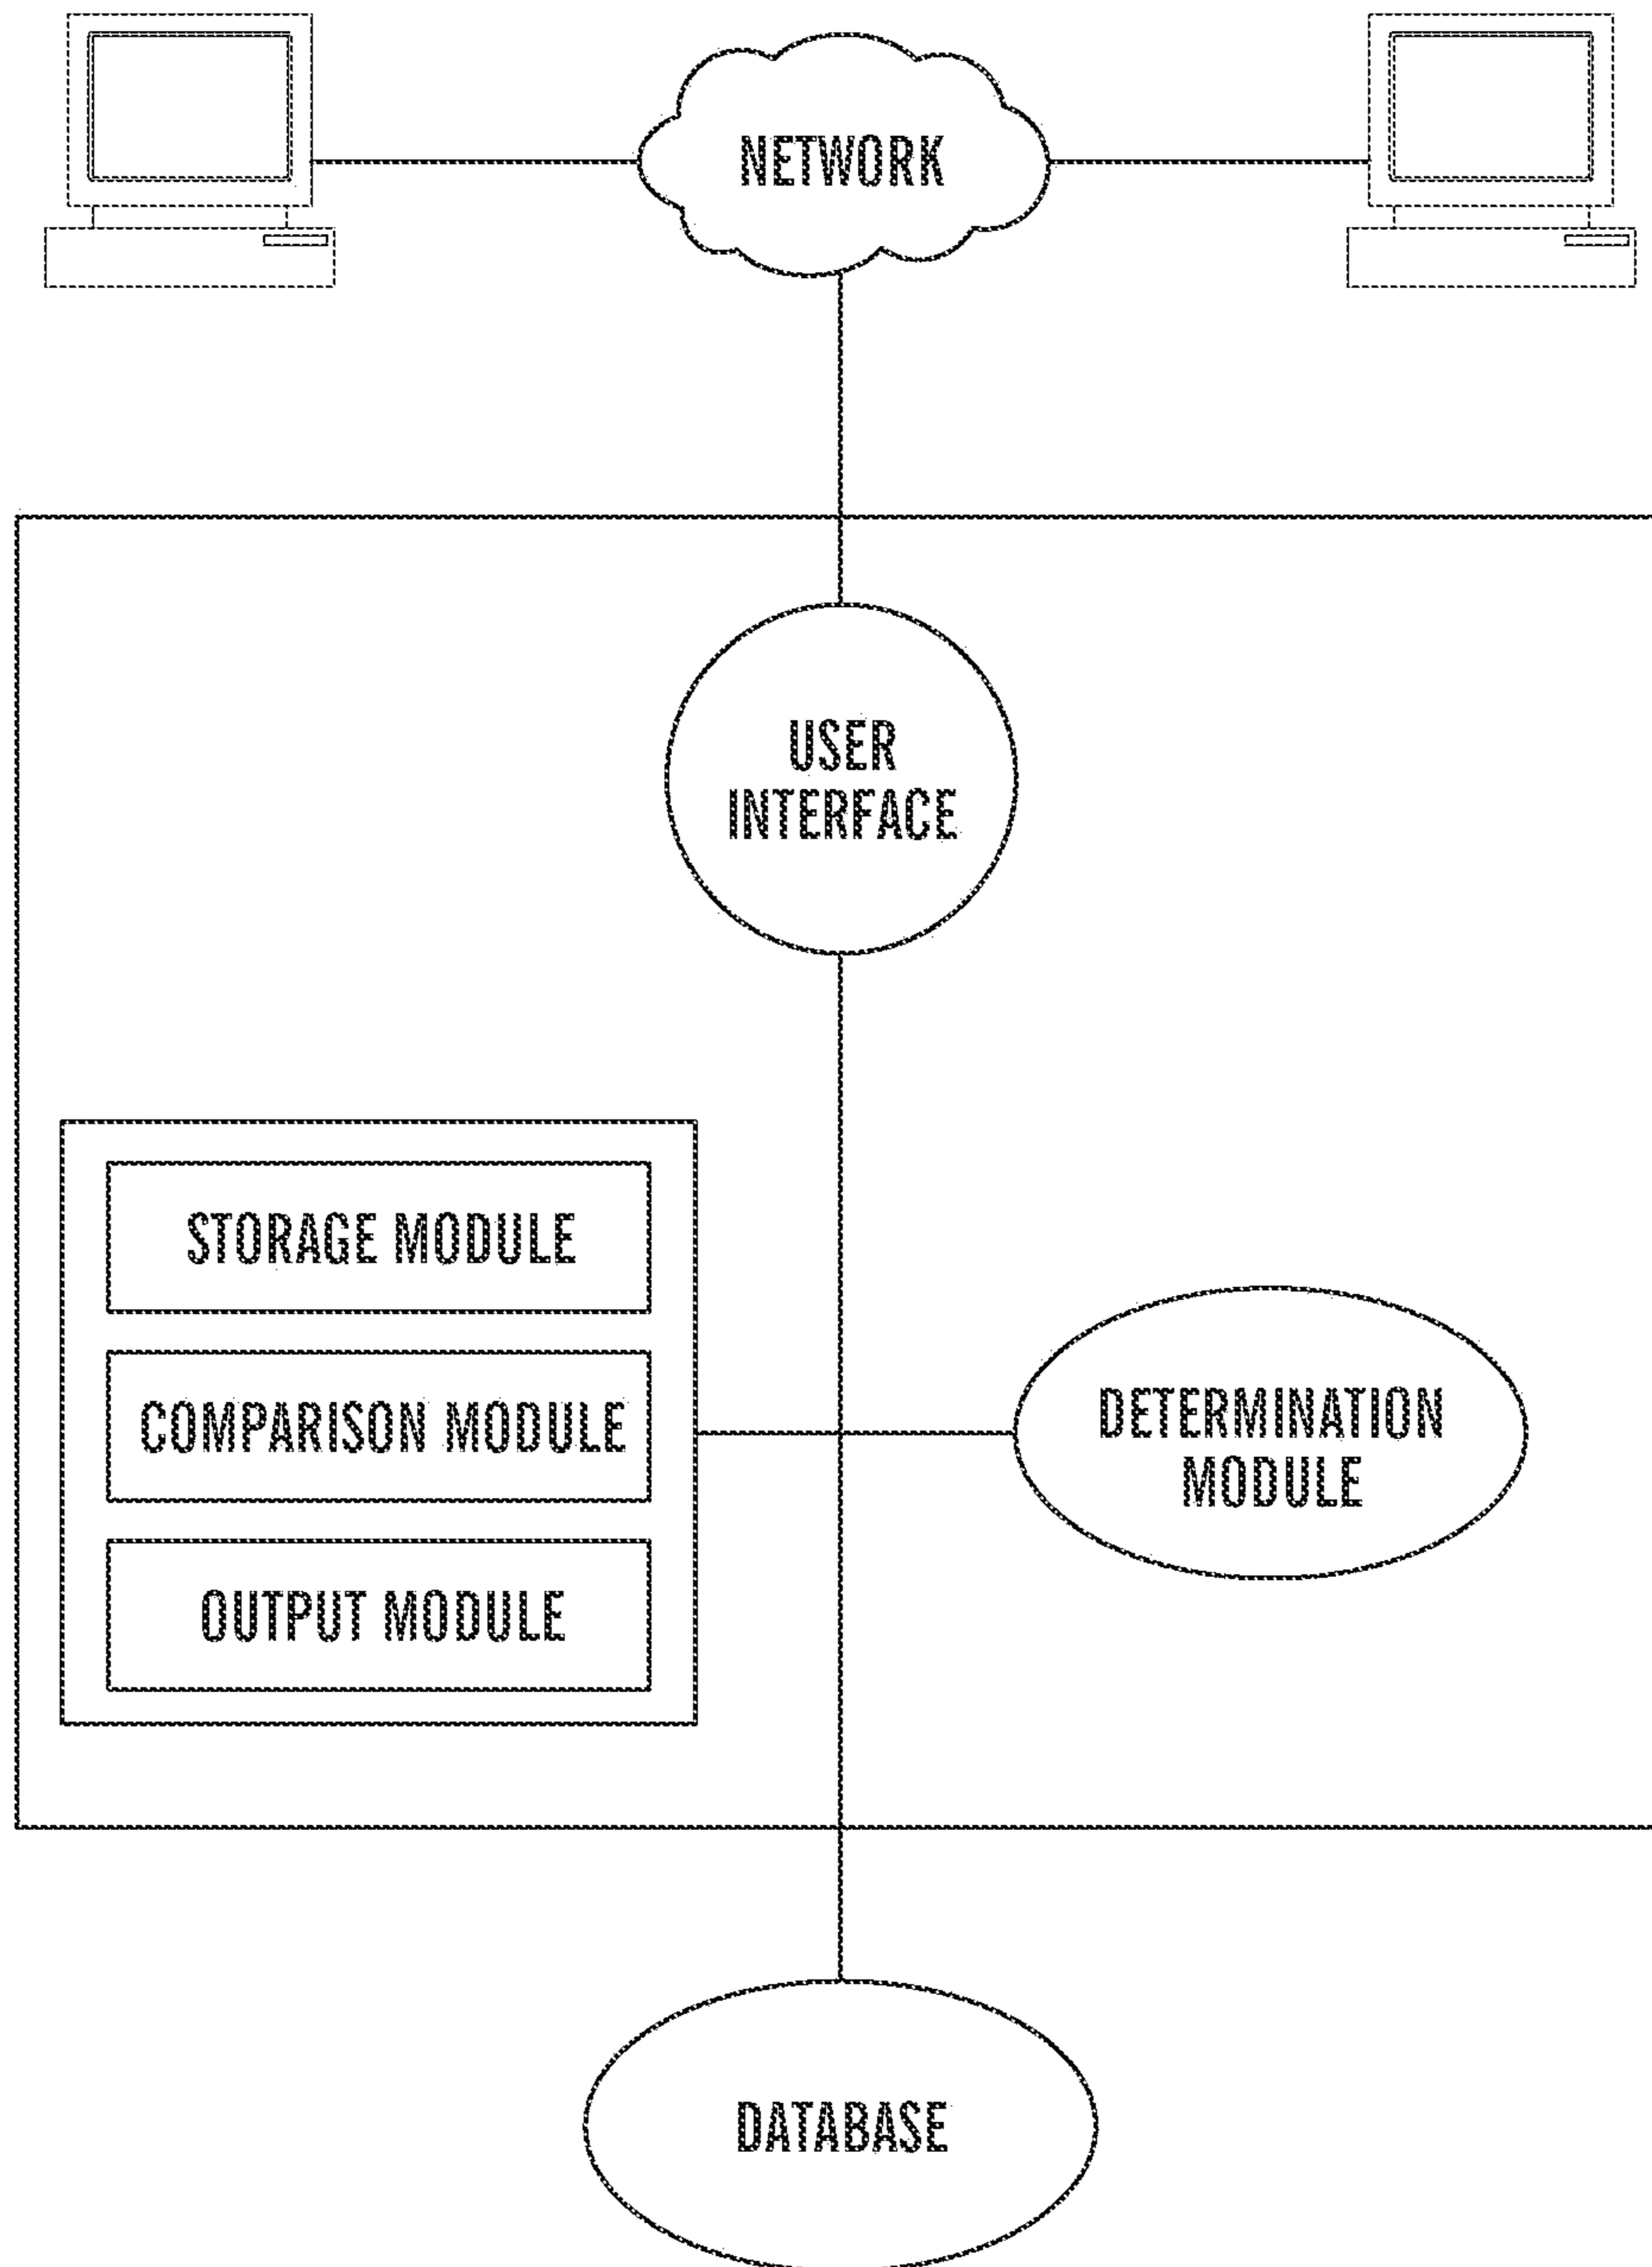 NETWORK
USER
INTERFACE
STORAGE MODULE
COMPARISON MODULE
OUTPUT MODULE
DETERMINATION
MODULE
DATABASE